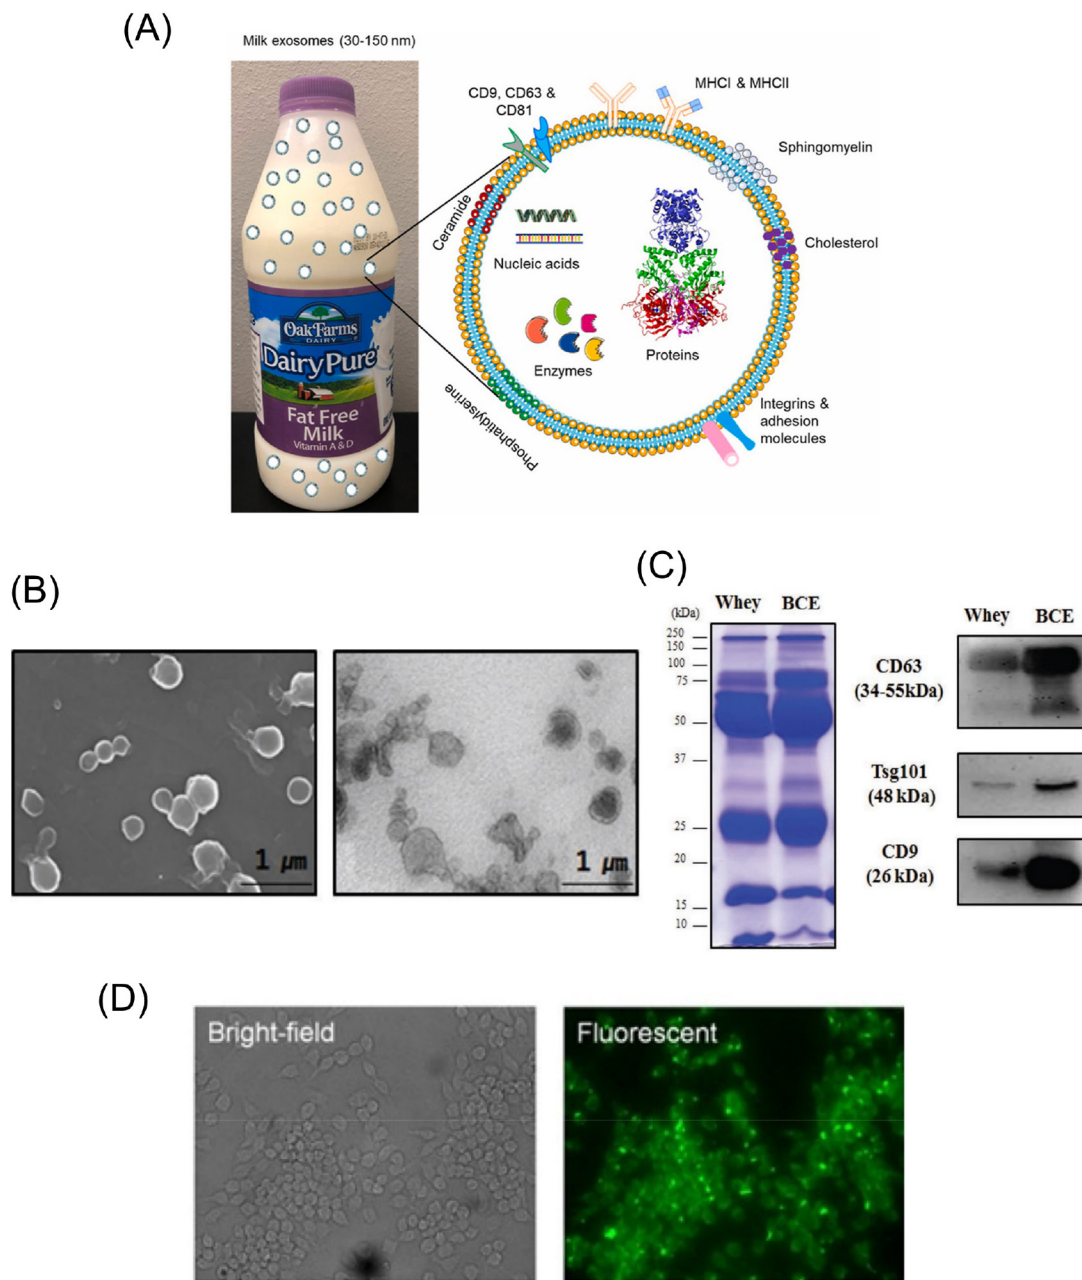 (A)
Milk exosomes (30-150 nm)
CD9, CD63 &
CD81
MHCI & MHCII
Sphingomyelin
Ceramide
Cholesterol
Nucleic acids
Enzymes
Proteins
Phosphatidylserine
Integrins &
adhesion
molecules
Oak Farms
DAIRY
DairyPure
Fat Free
Milk
Vitamin A & D
(B)
1 μm
1 μm
(C)
(kDa)
Whey BCE
250
150
100
75
50
37
25
20
15
10
Whey BCE
CD63
(34-55kDa)
Tsg101
(48 kDa)
CD9
(26 kDa)
(D)
Bright-field
Fluorescent